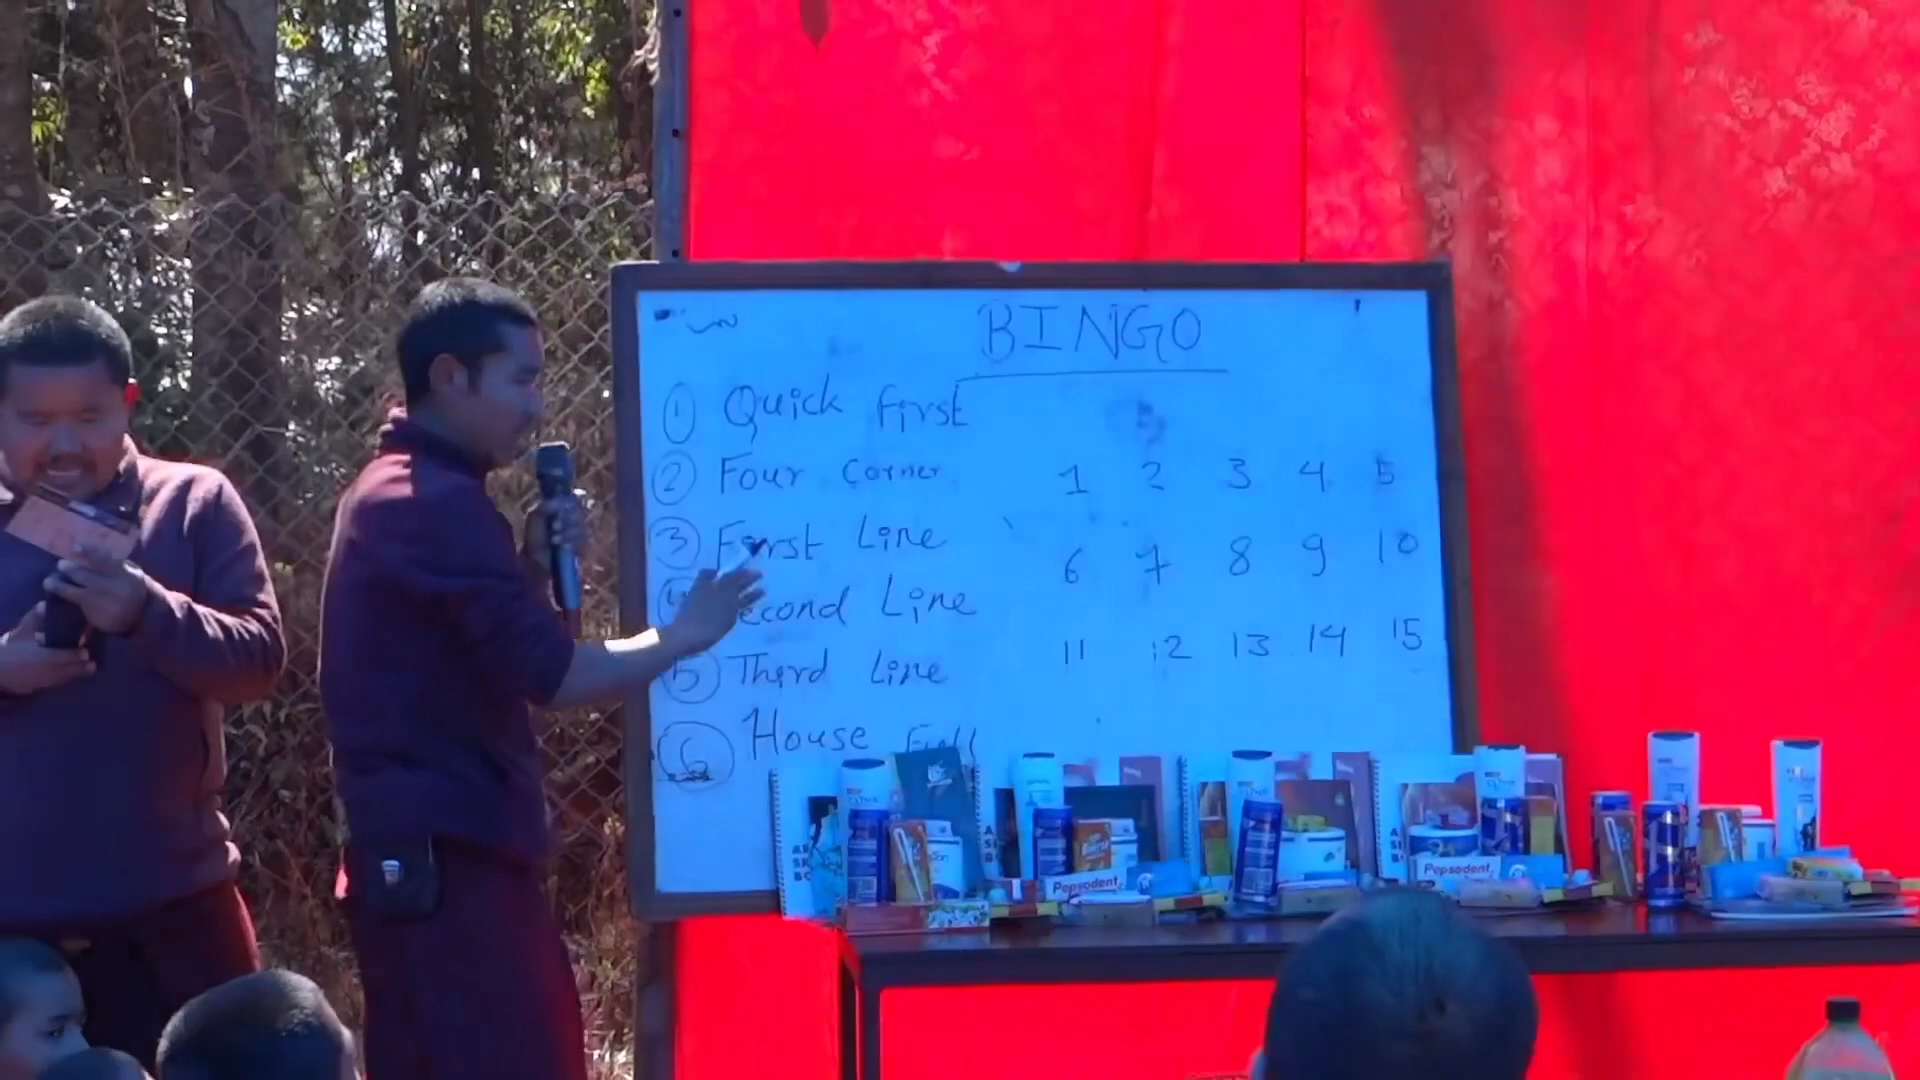 BINGO
① Quick first
② Four Corner
③ First Line
④ Second Line
⑤ Third Line
⑥ House Full
1 2 3 4 5
6 7 8 9 10
11 12 13 14 15
Pepsodent
Pepsodent